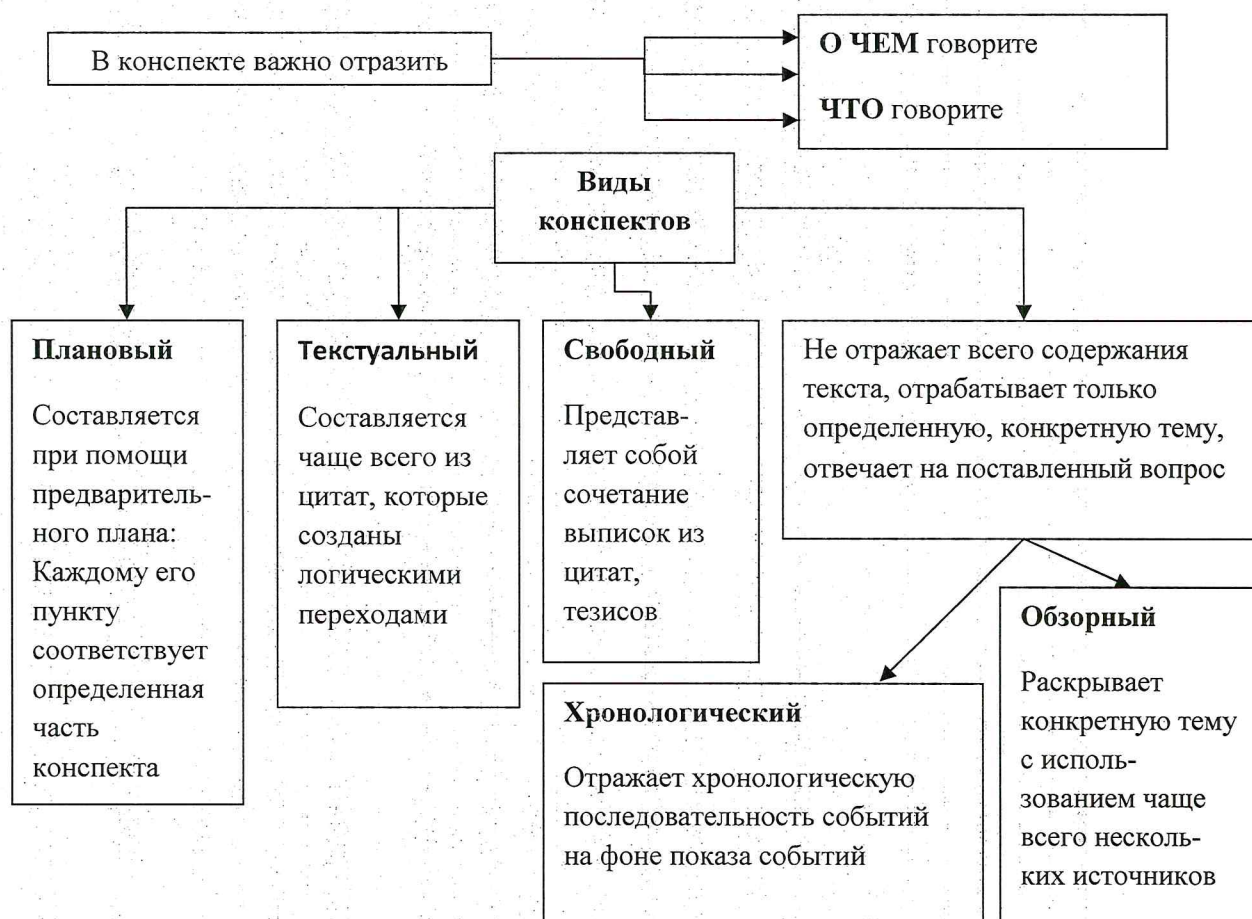 В конспекте важно отразить
О ЧЕМ говорите
ЧТО говорите
Виды
конспектов
Плановый
Составляется
при помощи
предваритель-
ного плана:
Каждому его
пункту
соответствует
определенная
часть
конспекта
Текстуальный
Составляется
чаще всего из
цитат, которые
созданы
логическими
переходами
Свободный
Представ-
ляет собой
сочетание
выписок из
цитат,
тезисов
Не отражает всего содержания
текста, отрабатывает только
определенную, конкретную тему,
отвечает на поставленный вопрос
Хронологический
Отражает хронологическую
последовательность событий
на фоне показа событий
Обзорный
Раскрывает
конкретную тему
с исполь-
зованием чаще
всего несколь-
ких источников